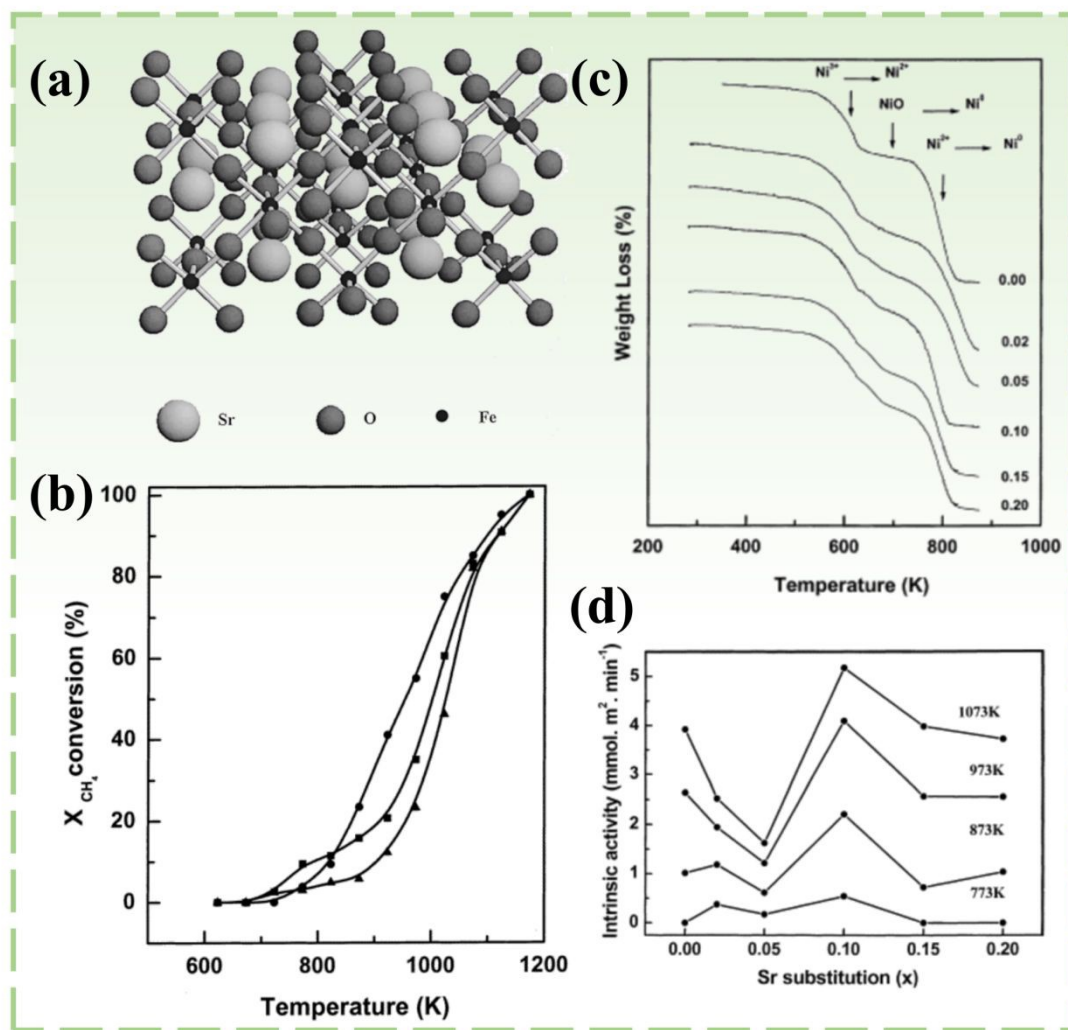 (a)
Sr O Fe
(b)
X CH4 conversion (%)
100
80
60
40
20
0
600 800 1000 1200
Temperature (K)
(c)
Weight Loss (%)
Ni3+ → Ni2+
NiO → Ni0
Ni2+ → Ni0
0.00
0.02
0.05
0.10
0.15
0.20
200 400 600 800 1000
Temperature (K)
(d)
Intrinsic activity (mmol. m2. min-1)
5
4
3
2
1
0
1073K
973K
873K
773K
0.00 0.05 0.10 0.15 0.20
Sr substitution (x)